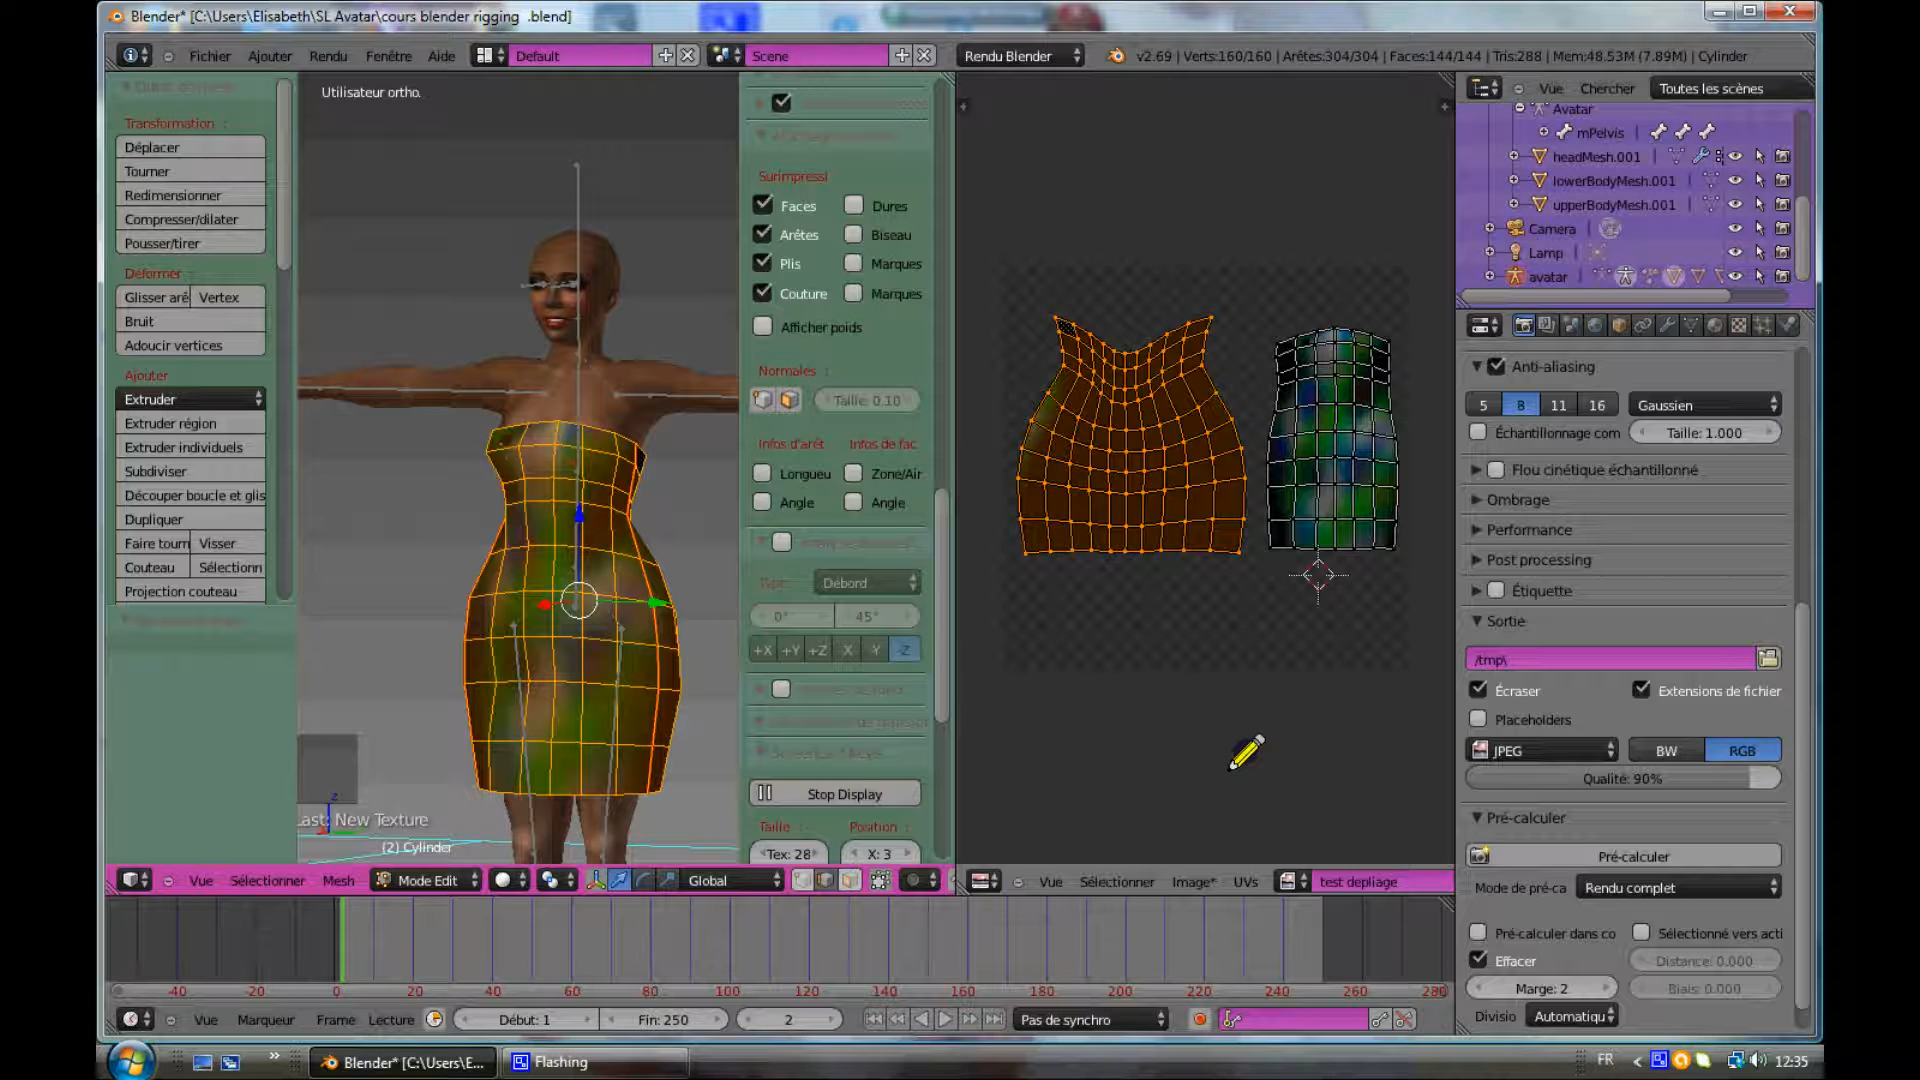 Blender* [C:\Users\Elisabeth\SL Avatar\cours blender rigging .blend]
Fichier Ajouter Rendu Fenêtre Aide Default Scene Rendu Blender v2.69 | Verts:160/160 | Arêtes:304/304 | Faces:144/144 | Tris:288 | Mem:48.53M (7.89M) | Cylinder
Utilisateur ortho.
Transformation :
Déplacer
Tourner
Redimensionner
Compresser/dilater
Pousser/tirer
Déformer :
Glisser arê Vertex
Bruit
Adoucir vertices
Ajouter :
Extruder
Extruder région
Extruder individuels
Subdiviser
Découper boucle et glis
Dupliquer
Faire tourn Visser
Couteau Sélectionn
Projection couteau
Last: New Texture
(2) Cylinder
Surimpressi
Faces Dures
Arêtes Biseau
Plis Marques
Couture Marques
Afficher poids
Normales :
Taille: 0.10
Infos d'arêt Infos de fac
Longueu Zone/Air
Angle Angle
Type: Débord
0° 45°
+X +Y +Z X Y -Z
Stop Display
Taille : Position :
Tex: 28 X: 3
Vue Sélectionner Mesh Mode Edit Global
Vue Sélectionner Image* UVs test depliage
Vue Chercher Toutes les scènes
Avatar
mPelvis
headMesh.001
lowerBodyMesh.001
upperBodyMesh.001
Camera
Lamp
avatar
Anti-aliasing
5 8 11 16 Gaussien
Échantillonnage com Taille: 1.000
Flou cinétique échantillonné
Ombrage
Performance
Post processing
Étiquette
Sortie
/tmp\
Écraser Extensions de fichier
Placeholders
JPEG BW RGB
Qualité: 90%
Pré-calculer
Pré-calculer
Mode de pré-ca Rendu complet
Pré-calculer dans co Sélectionné vers acti
Effacer Distance: 0.000
Marge: 2 Biais: 0.000
Divisio Automatiqu
-40 -20 0 20 40 60 80 100 120 140 160 180 200 220 240 260 280
Vue Marqueur Frame Lecture Début: 1 Fin: 250 2 Pas de synchro
Blender* [C:\Users\E... Flashing FR 12:35